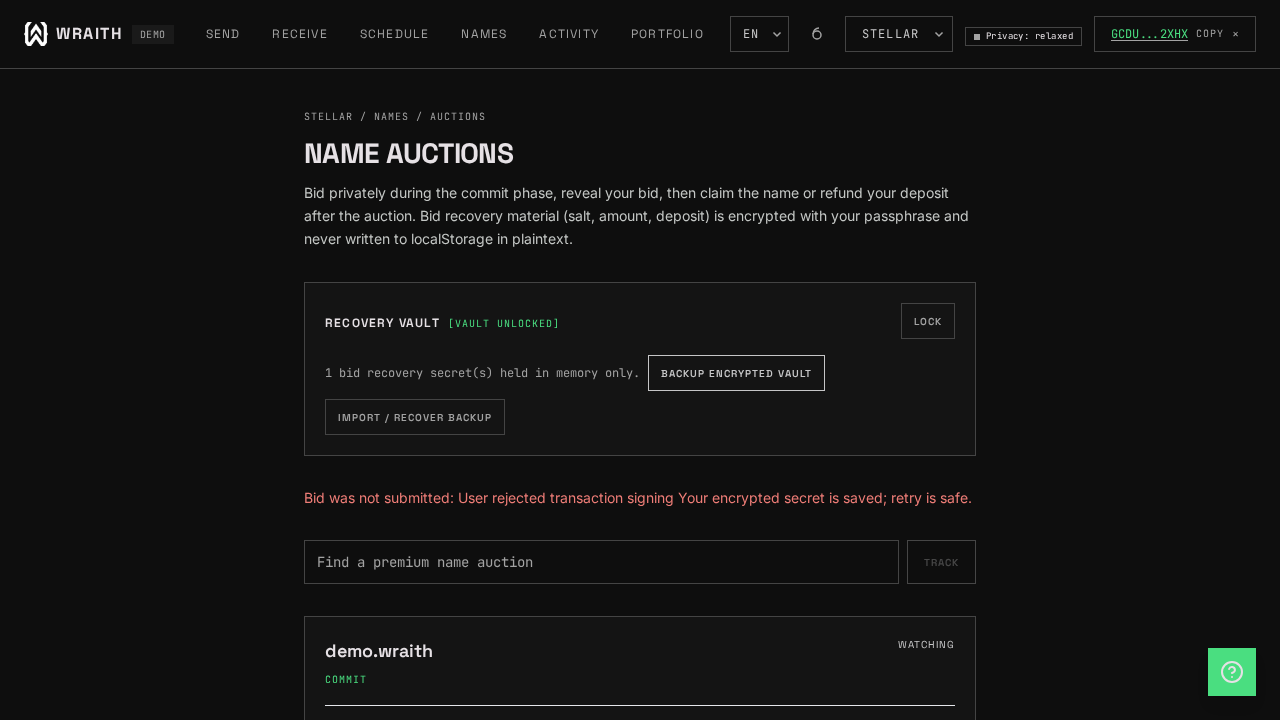 WRAITH DEMO SEND RECEIVE SCHEDULE NAMES ACTIVITY PORTFOLIO EN STELLAR Privacy: relaxed GCDU...2XHX COPY ×
STELLAR / NAMES / AUCTIONS
NAME AUCTIONS
Bid privately during the commit phase, reveal your bid, then claim the name or refund your deposit
after the auction. Bid recovery material (salt, amount, deposit) is encrypted with your passphrase and
never written to localStorage in plaintext.
RECOVERY VAULT [VAULT UNLOCKED] LOCK
1 bid recovery secret(s) held in memory only. BACKUP ENCRYPTED VAULT
IMPORT / RECOVER BACKUP
Bid was not submitted: User rejected transaction signing Your encrypted secret is saved; retry is safe.
Find a premium name auction TRACK
demo.wraith WATCHING
COMMIT